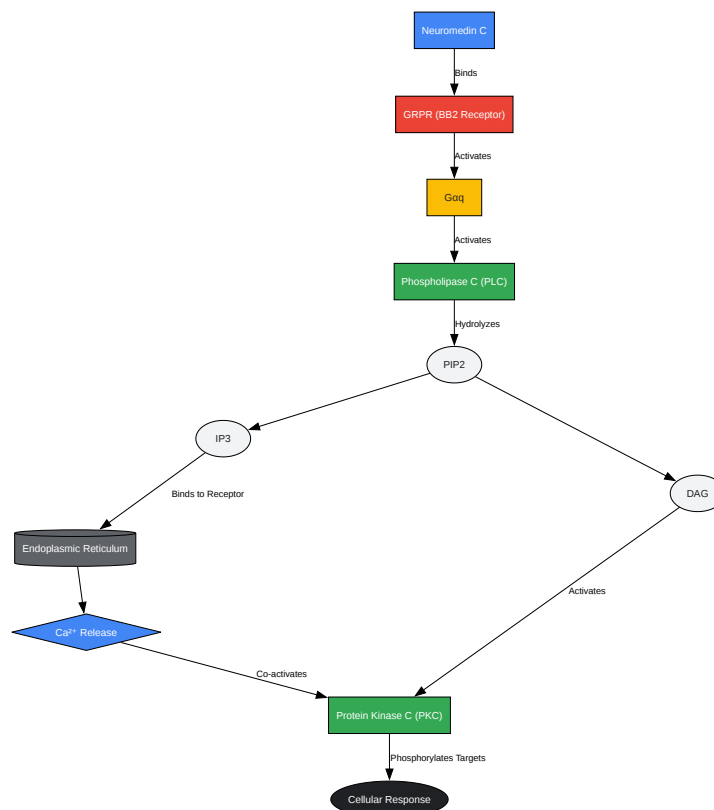 Neuromedin C
Binds
GRPR (BB2 Receptor)
Activates
Gαq
Activates
Phospholipase C (PLC)
Hydrolyzes
PIP2
IP3
Binds to Receptor
DAG
Endoplasmic Reticulum
Activates
Ca²⁺ Release
Co-activates
Protein Kinase C (PKC)
Phosphorylates Targets
Cellular Response